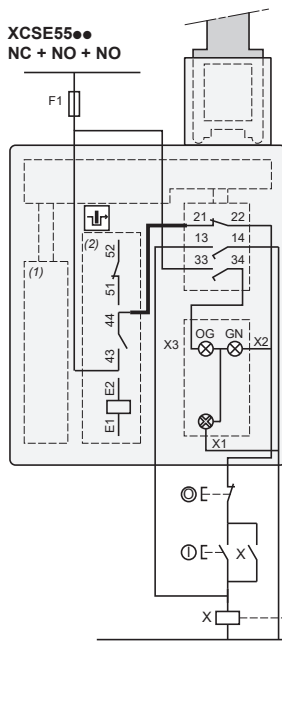 XCSE55●●
NC + NO + NO
F1
21 22
(1)
(2)
52
13 14
33 34
51
44
OG GN
X3
X2
43
E2
E1
X1
O E
I E X
X